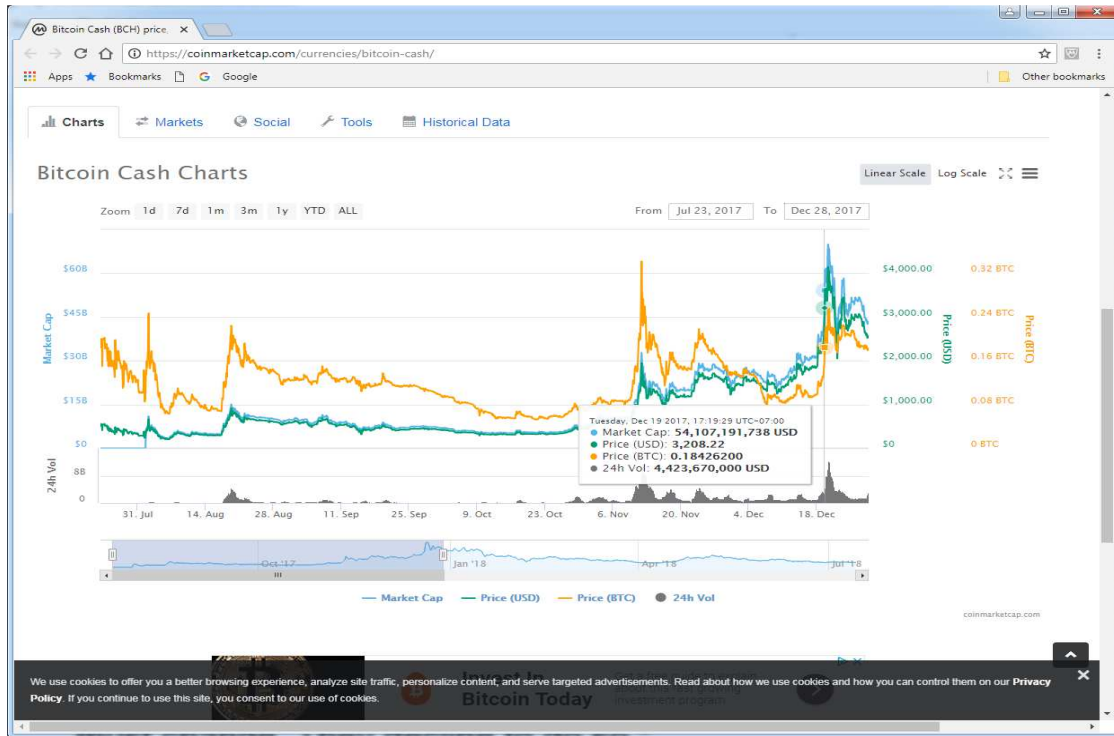 Bitcoin Cash (BCH) price
https://coinmarketcap.com/currencies/bitcoin-cash/
Apps Bookmarks G Google Other bookmarks
Charts Markets Social Tools Historical Data
Bitcoin Cash Charts
Linear Scale Log Scale
Zoom 1d 7d 1m 3m 1y YTD ALL From Jul 23, 2017 To Dec 28, 2017
$60B $4,000.00 0.32 BTC
$45B $3,000.00 0.24 BTC
Market Cap Price (USD) Price (BTC)
$30B $2,000.00 0.16 BTC
$15B $1,000.00 0.08 BTC
$0 $0 0 BTC
Tuesday, Dec 19 2017, 17:19:29 UTC+07:00
Market Cap: 54,107,191,738 USD
Price (USD): 3,208.22
Price (BTC): 0.18426200
24h Vol: 4,423,670,000 USD
24h Vol
8B
0
31. Jul 14. Aug 28. Aug 11. Sep 25. Sep 9. Oct 23. Oct 6. Nov 20. Nov 4. Dec 18. Dec
Oct '17 Jan '18 Apr '18 Jul '18
Market Cap Price (USD) Price (BTC) 24h Vol
coinmarketcap.com
Invest in
Bitcoin Today
investment program
We use cookies to offer you a better browsing experience, analyze site traffic, personalize content, and serve targeted advertisements. Read about how we use cookies and how you can control them on our Privacy
Policy. If you continue to use this site, you consent to our use of cookies.